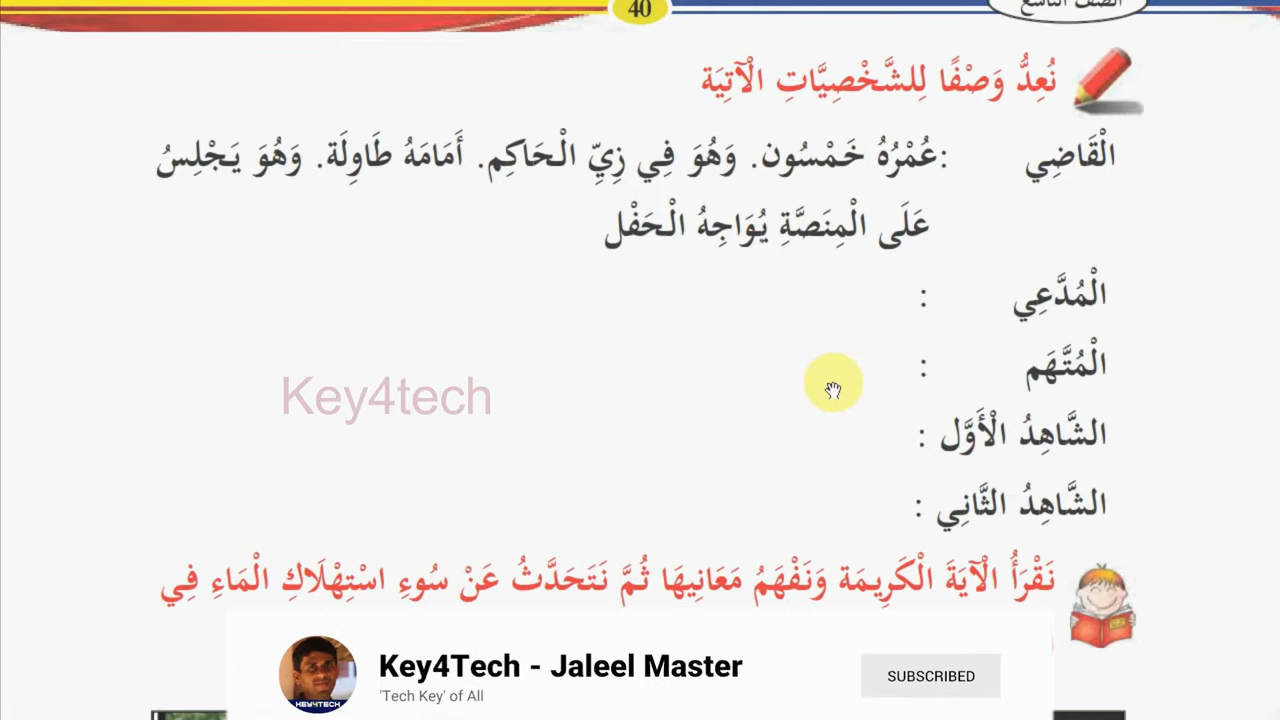 40
الصف التاسع
نُعِدُّ وَصْفًا لِلشَّخْصِيَّاتِ الْآتِيَة
الْقَاضِي :عُمْرُهُ خَمْسُون. وَهُوَ فِي زِيِّ الْحَاكِم. أَمَامَهُ طَاوِلَة. وَهُوَ يَجْلِسُ
عَلَى الْمِنَصَّةِ يُوَاجِهُ الْحَفْل
الْمُدَّعِي :
الْمُتَّهَم :
الشَّاهِدُ الْأَوَّل :
الشَّاهِدُ الثَّانِي :
نَقْرَأُ الْآيَةَ الْكَرِيمَة وَنَفْهَمُ مَعَانِيهَا ثُمَّ نَتَحَدَّثُ عَنْ سُوءِ اسْتِهْلَاكِ الْمَاءِ فِي
Key4tech
Key4Tech - Jaleel Master
'Tech Key' of All
SUBSCRIBED
KEY4TECH